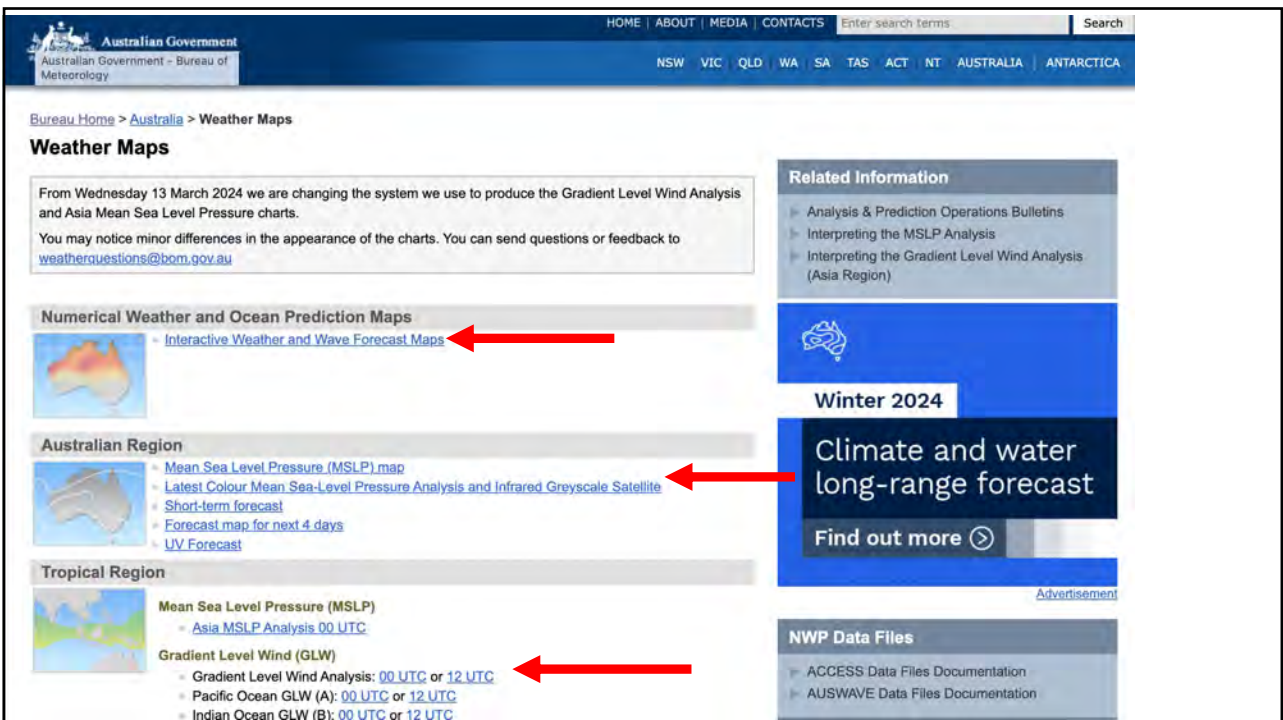 HOME | ABOUT | MEDIA | CONTACTS
Enter search terms
Search
Australian Government
Australian Government - Bureau of
Meteorology
NSW VIC QLD WA SA TAS ACT NT AUSTRALIA ANTARCTICA
Bureau Home > Australia > Weather Maps
Weather Maps
From Wednesday 13 March 2024 we are changing the system we use to produce the Gradient Level Wind Analysis
and Asia Mean Sea Level Pressure charts.
You may notice minor differences in the appearance of the charts. You can send questions or feedback to
weatherquestions@bom.gov.au
Numerical Weather and Ocean Prediction Maps
Interactive Weather and Wave Forecast Maps
Australian Region
Mean Sea Level Pressure (MSLP) map
Latest Colour Mean Sea-Level Pressure Analysis and Infrared Greyscale Satellite
Short-term forecast
Forecast map for next 4 days
UV Forecast
Tropical Region
Mean Sea Level Pressure (MSLP)
Asia MSLP Analysis 00 UTC
Gradient Level Wind (GLW)
Gradient Level Wind Analysis: 00 UTC or 12 UTC
Pacific Ocean GLW (A): 00 UTC or 12 UTC
Indian Ocean GLW (B): 00 UTC or 12 UTC
Related Information
Analysis & Prediction Operations Bulletins
Interpreting the MSLP Analysis
Interpreting the Gradient Level Wind Analysis
(Asia Region)
Winter 2024
Climate and water
long-range forecast
Find out more
Advertisement
NWP Data Files
ACCESS Data Files Documentation
AUSWAVE Data Files Documentation